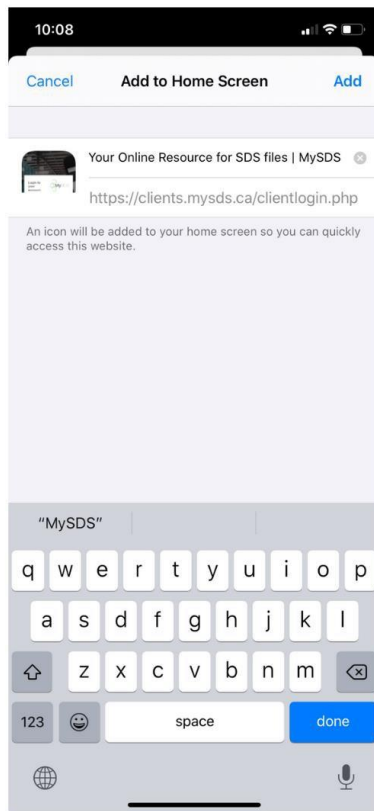 10:08
Cancel Add to Home Screen Add
Your Online Resource for SDS files | MySDS
https://clients.mysds.ca/clientlogin.php
An icon will be added to your home screen so you can quickly
access this website.
“MySDS”
q w e r t y u i o p
a s d f g h j k l
z x c v b n m
123 space done